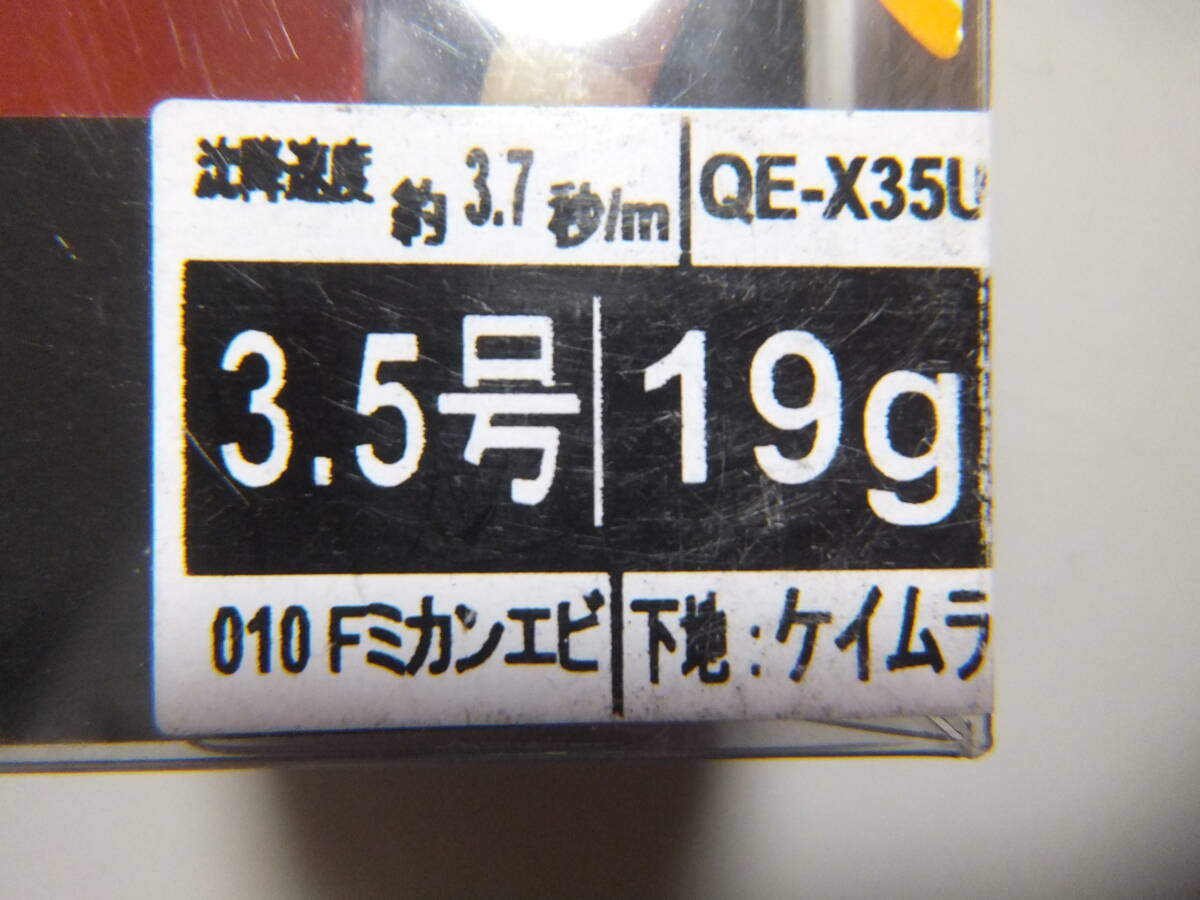 沈降速度 約 3.7 秒/m QE-X35U
3.5号 19g
010 Fミカンエビ 下地:ケイムラ